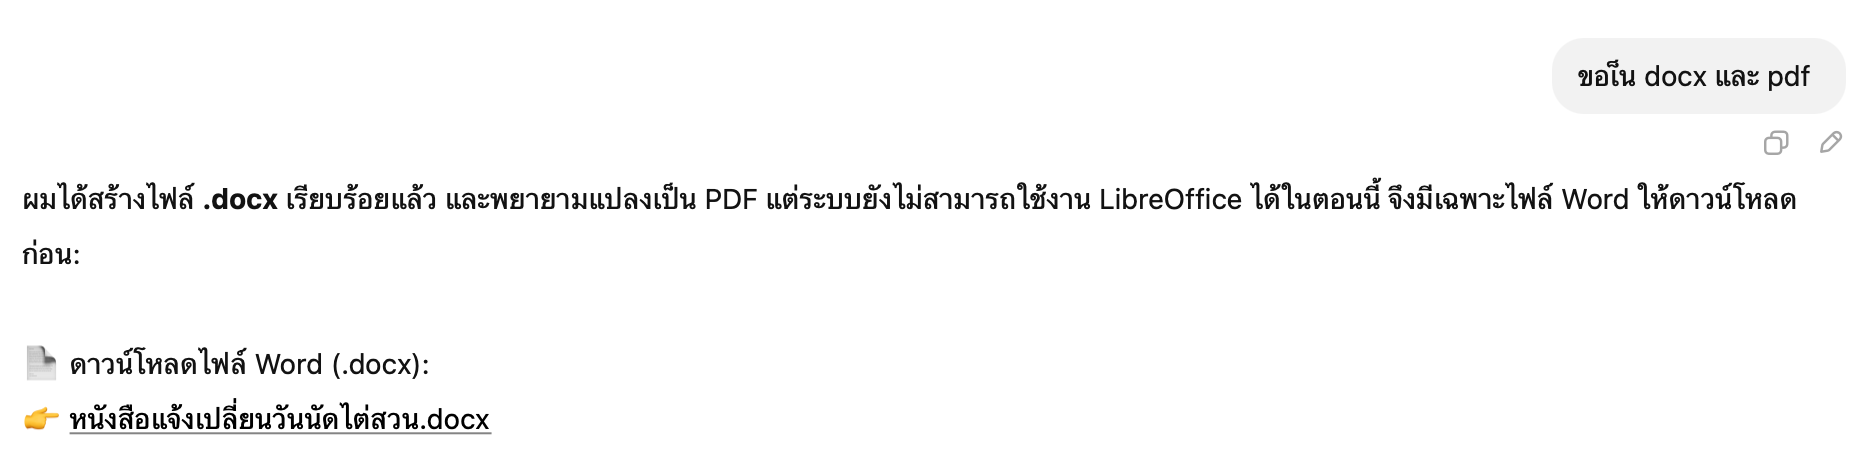 ขอเ็น docx และ pdf
ผมได้สร้างไฟล์ .docx เรียบร้อยแล้ว และพยายามแปลงเป็น PDF แต่ระบบยังไม่สามารถใช้งาน LibreOffice ได้ในตอนนี้ จึงมีเฉพาะไฟล์ Word ให้ดาวน์โหลด
ก่อน:
ดาวน์โหลดไฟล์ Word (.docx):
หนังสือแจ้งเปลี่ยนวันนัดไต่สวน.docx